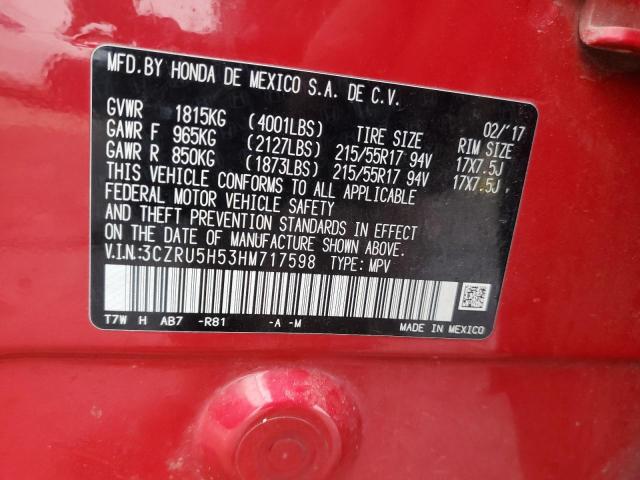 MFD.BY HONDA DE MEXICO S.A. DE C.V.
02/'17
GVWR 1815KG (4001LBS) TIRE SIZE RIM SIZE
GAWR F 965KG (2127LBS) 215/55R17 94V 17X7.5J
GAWR R 850KG (1873LBS) 215/55R17 94V 17X7.5J
THIS VEHICLE CONFORMS TO ALL APPLICABLE
FEDERAL MOTOR VEHICLE SAFETY
AND THEFT PREVENTION STANDARDS IN EFFECT
ON THE DATE OF MANUFACTURE SHOWN ABOVE.
V.I.N.:3CZRU5H53HM717598 TYPE: MPV
T7W H AB7 -R81 -A -M
MADE IN MEXICO